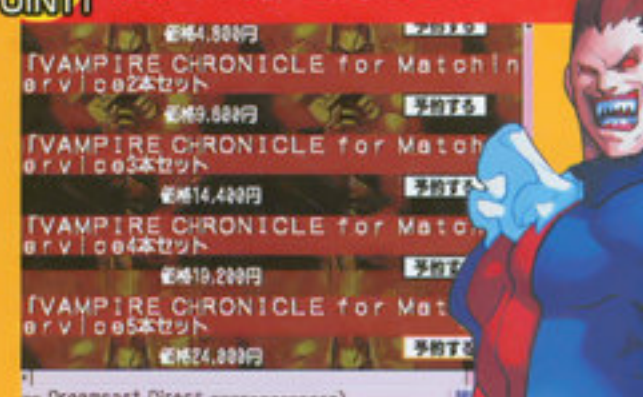 OINT1
価格4,800円
予約する
『VAMPIRE CHRONICLE for Matchin
ervice2本セット
価格9,600円
予約する
『VAMPIRE CHRONICLE for Match
ervice3本セット
価格14,400円
予約する
『VAMPIRE CHRONICLE for Matc
ervice4本セット
価格19,200円
予約す
『VAMPIRE CHRONICLE for Mat
ervice5本セット
価格24,000円
予約する
Dreamcast Direct